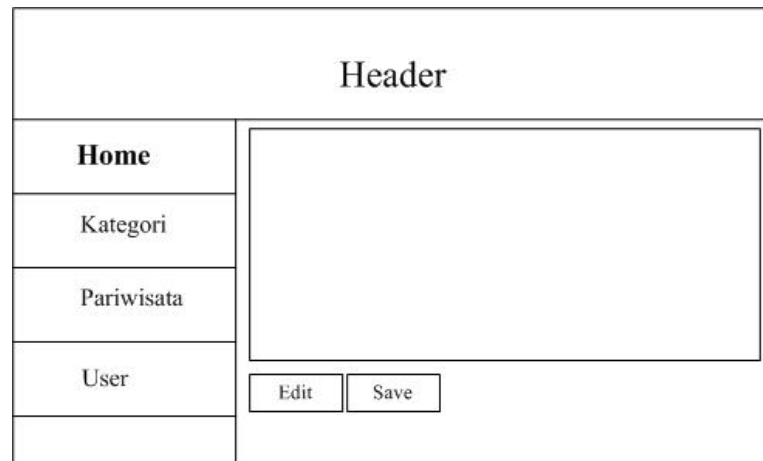 Header
Home
Kategori
Pariwisata
User
Edit
Save